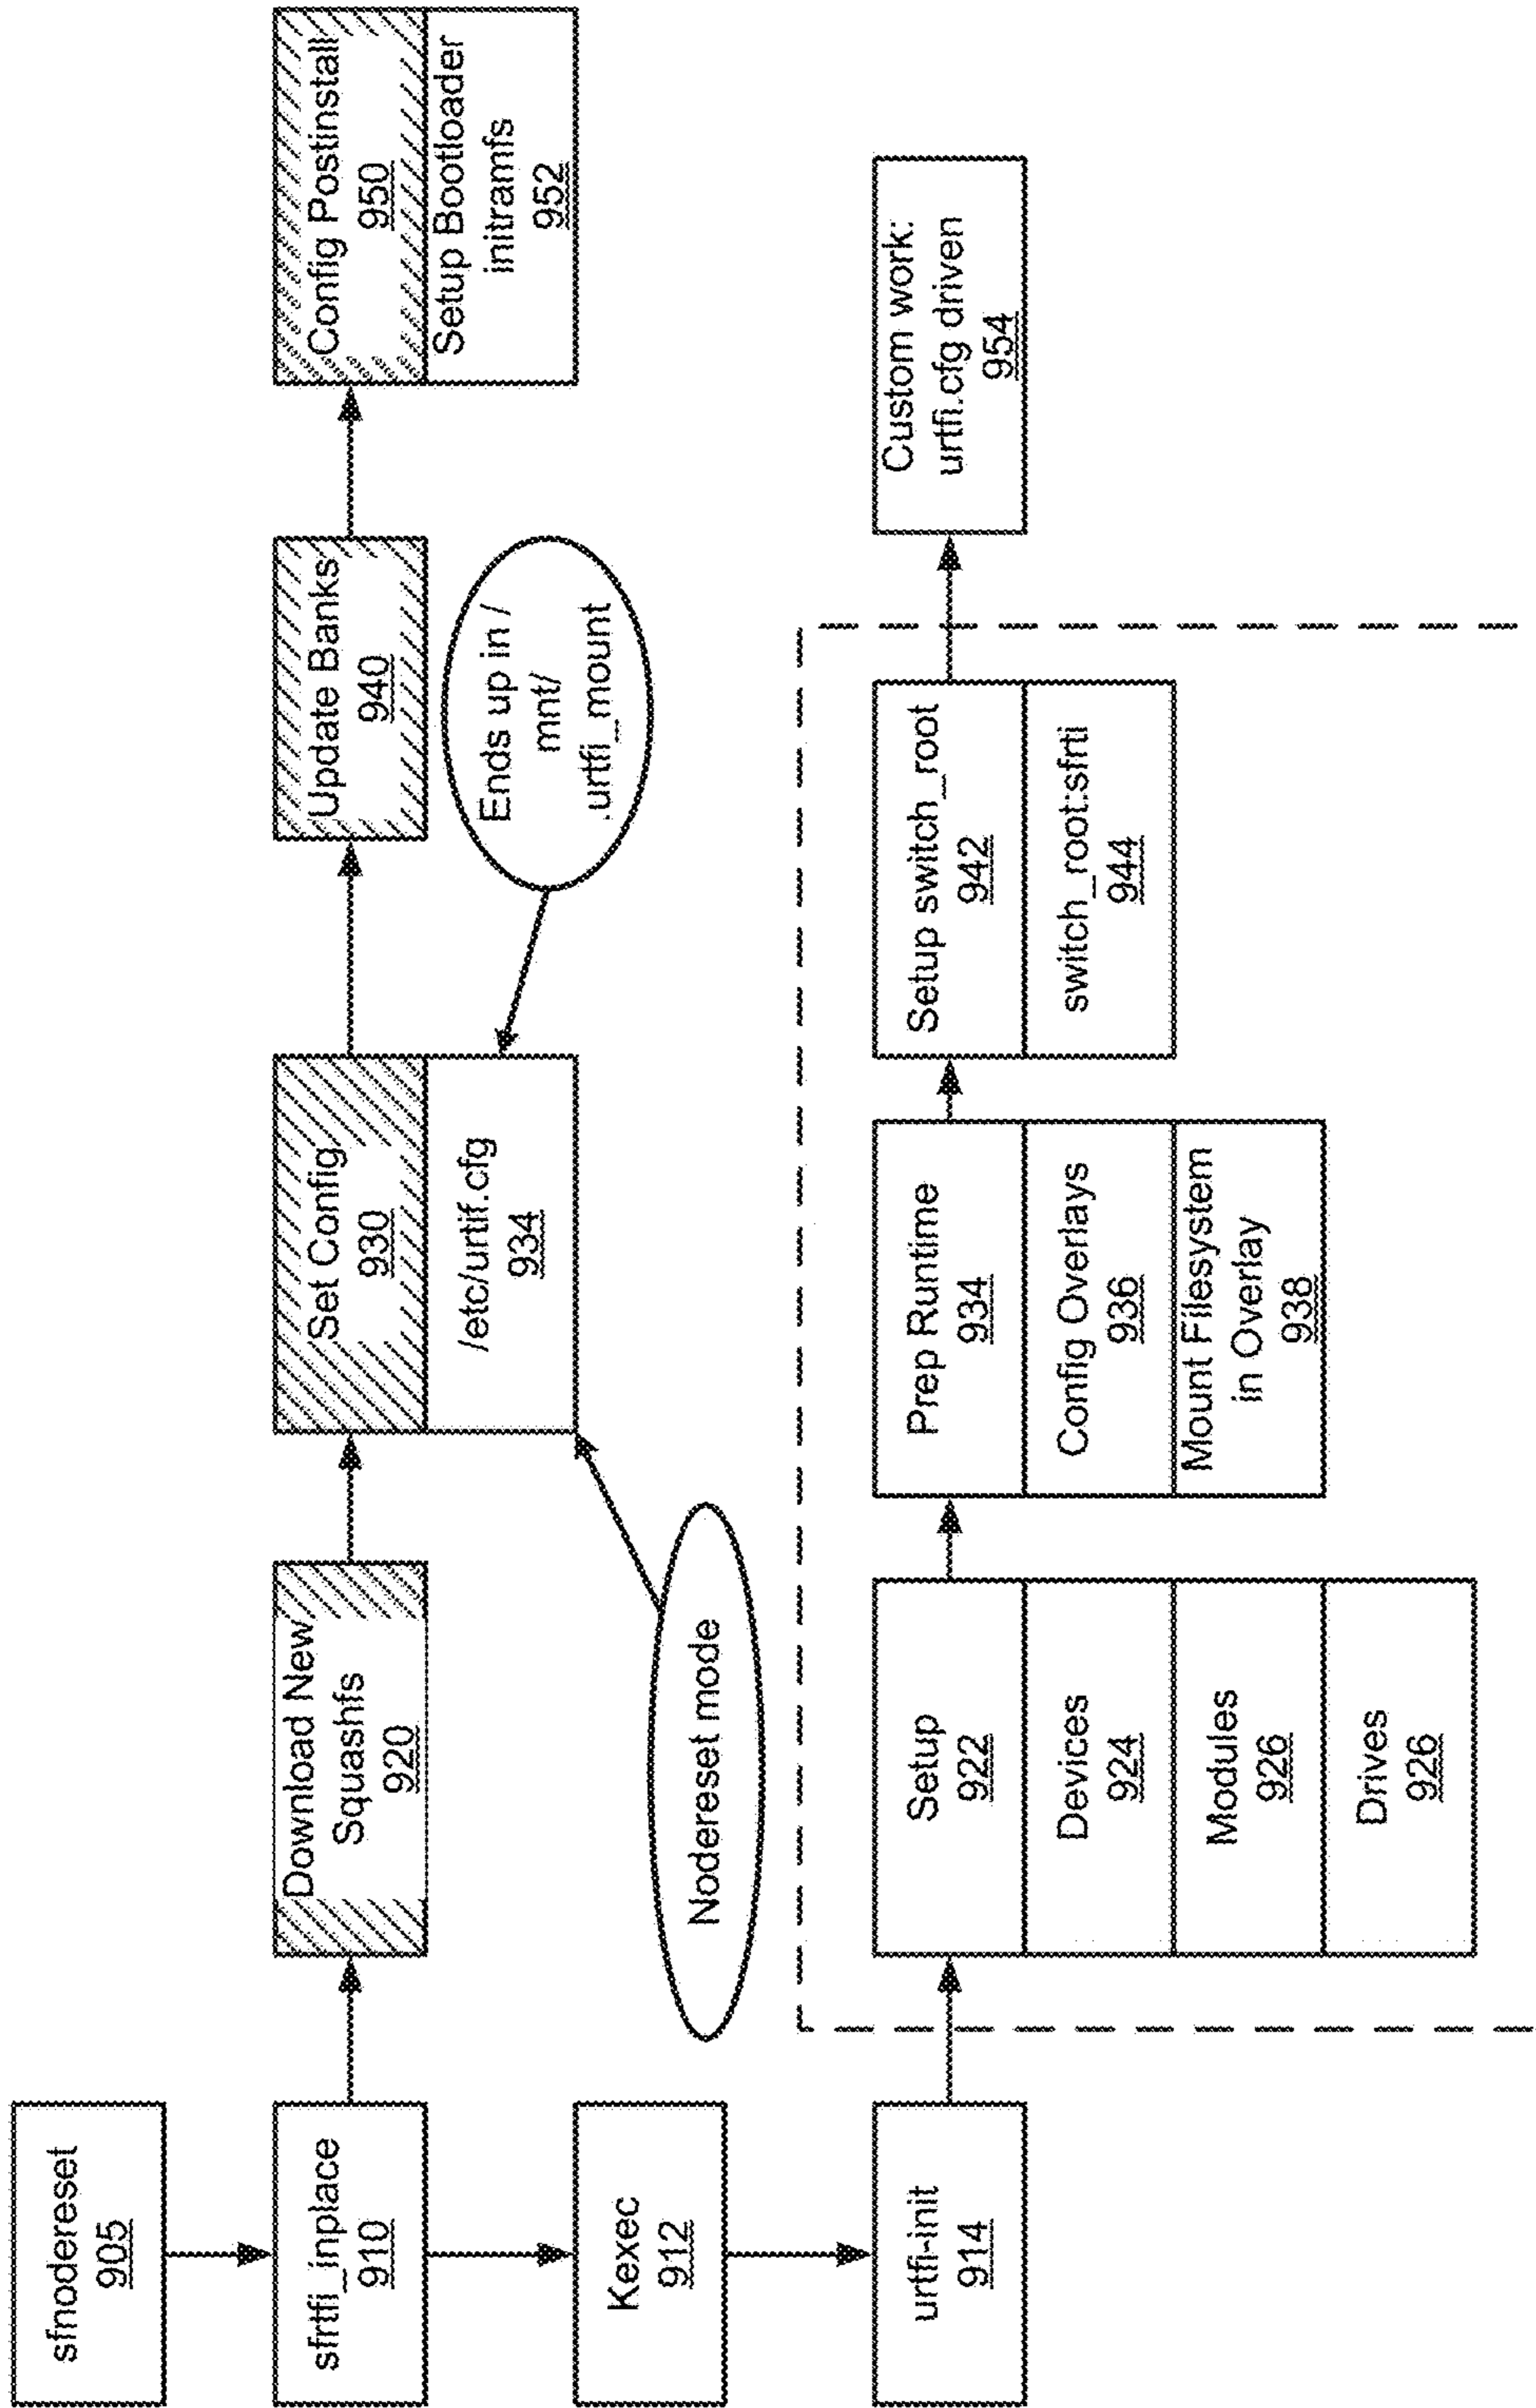 sfnodereset
905
sfrtfi_inplace
910
Download New
Squashfs
920
Set Config
930
/etc/urtif.cfg
934
Update Banks
940
Config Postinstall
950
Setup Bootloader
initramfs
952
Ends up in /
mnt/
.urtfi_mount
Nodereset mode
Kexec
912
urtfi-init
914
Setup
922
Devices
924
Modules
926
Drives
926
Prep Runtime
934
Config Overlays
936
Mount Filesystem
in Overlay
938
Setup switch_root
942
switch_root:sfrti
944
Custom work:
urtfi.cfg driven
954